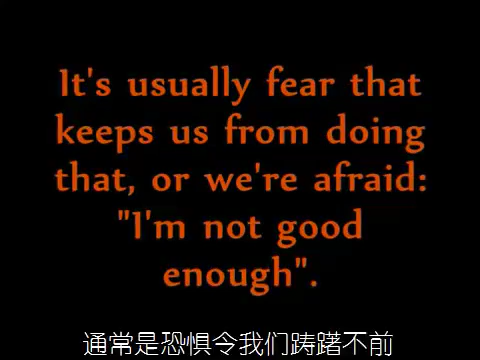 It's usually fear that
keeps us from doing
that, or we're afraid:
"I'm not good
enough".
通常是恐惧令我们踌躇不前